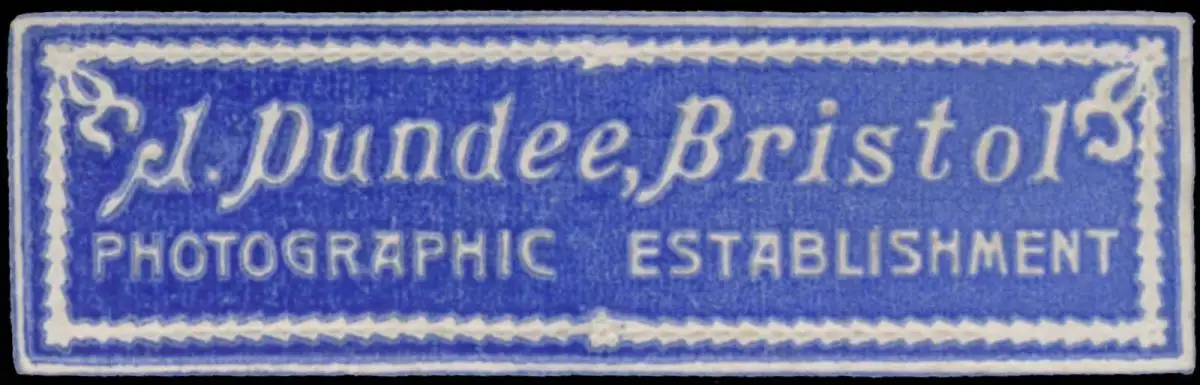 J. Dundee, Bristol
PHOTOGRAPHIC ESTABLISHMENT